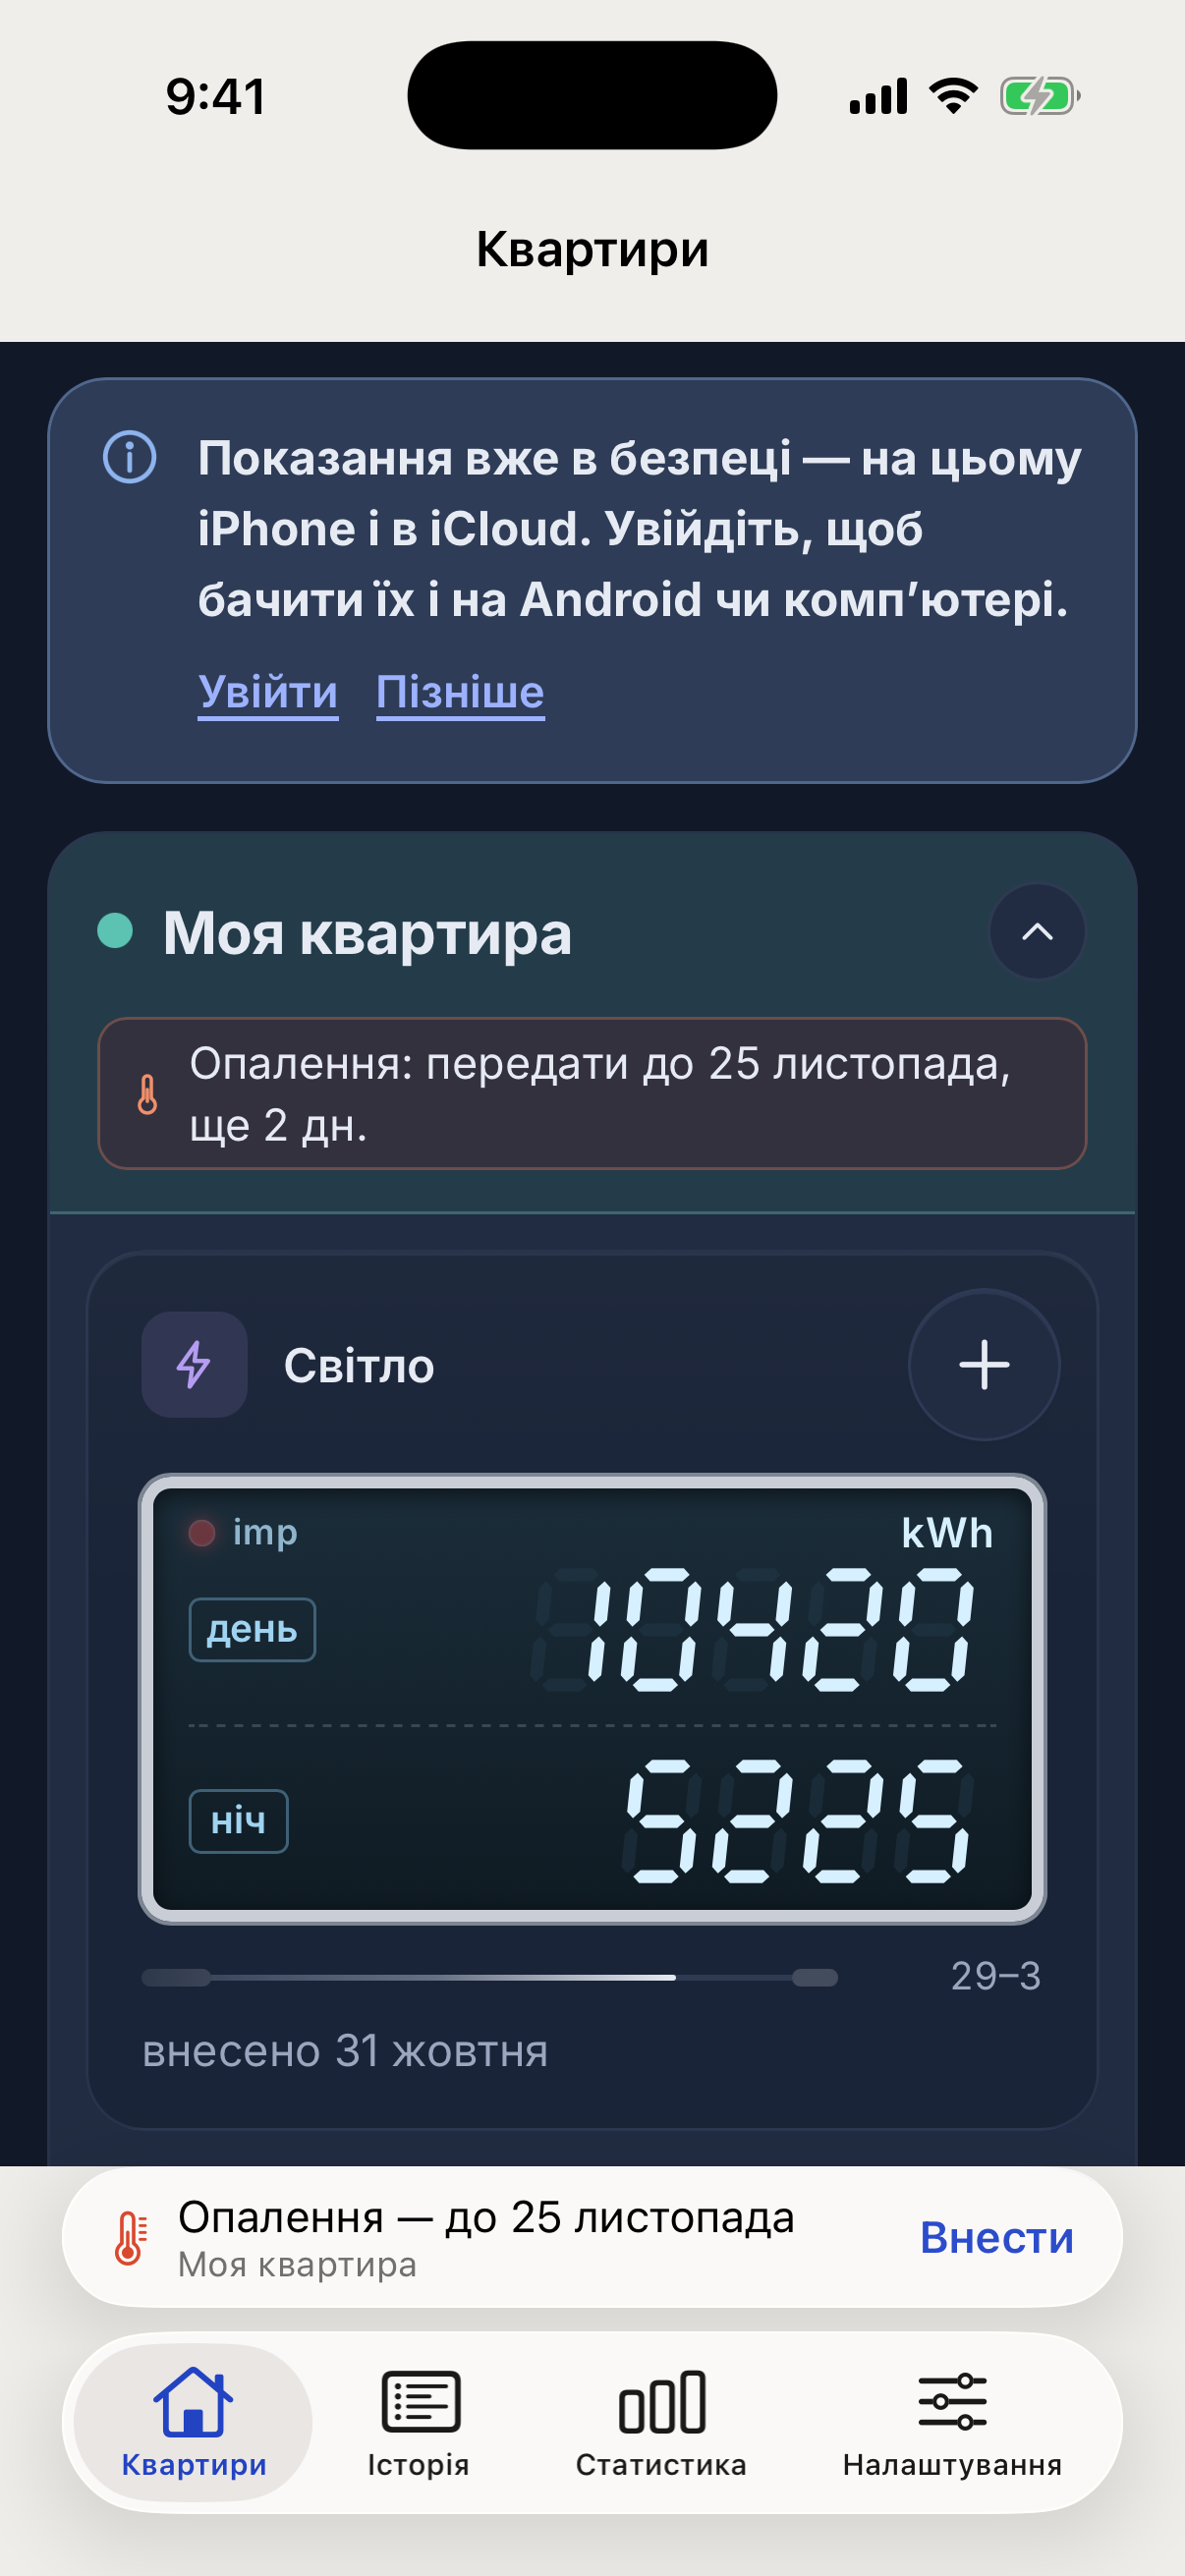 9:41
Квартири
Показання вже в безпеці — на цьому
iPhone і в iCloud. Увійдіть, щоб
бачити їх і на Android чи комп’ютері.
Увійти Пізніше
Моя квартира
Опалення: передати до 25 листопада,
ще 2 дн.
Світло
imp kWh
день 10420
ніч 5225
29–3
внесено 31 жовтня
Опалення — до 25 листопада
Моя квартира
Внести
Квартири Історія Статистика Налаштування